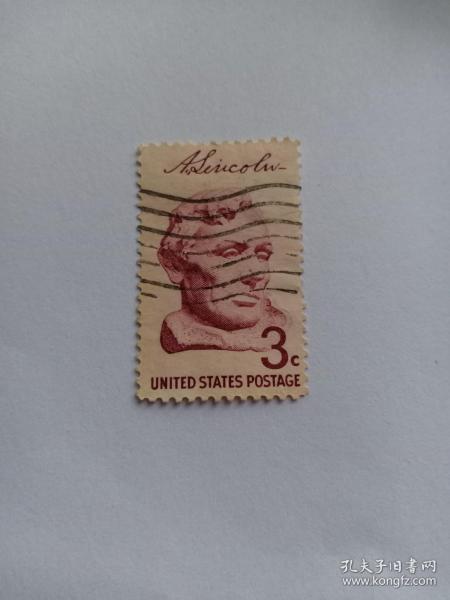 A. Lincoln
3c
UNITED STATES POSTAGE
孔夫子旧书网
www.kongfz.com